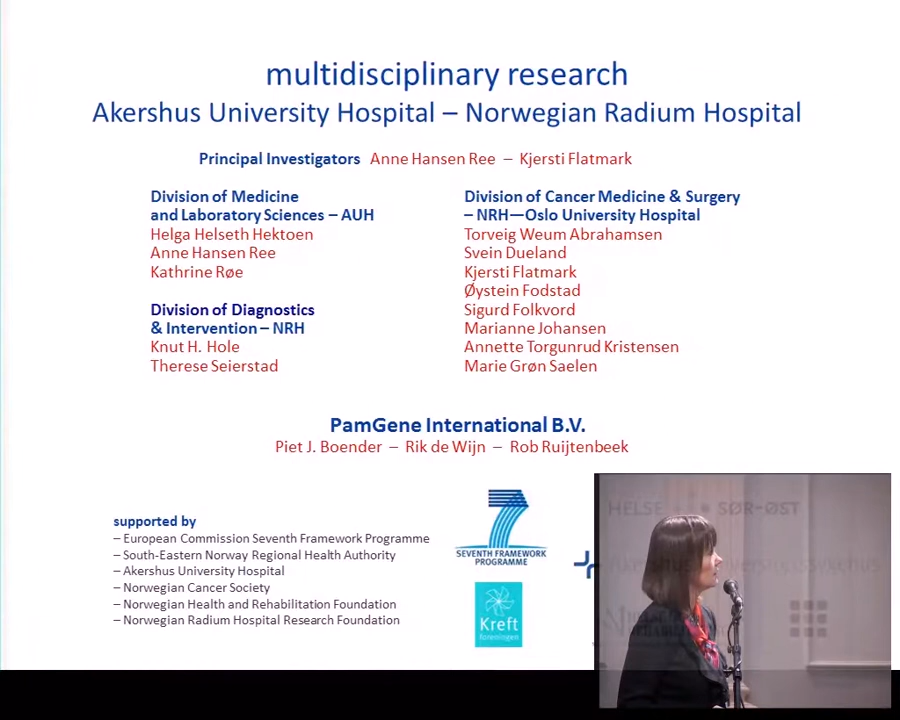 multidisciplinary research
Akershus University Hospital – Norwegian Radium Hospital
Principal Investigators Anne Hansen Ree – Kjersti Flatmark
Division of Medicine
and Laboratory Sciences – AUH
Helga Helseth Hektoen
Anne Hansen Ree
Kathrine Røe
Division of Diagnostics
& Intervention – NRH
Knut H. Hole
Therese Seierstad
Division of Cancer Medicine & Surgery
– NRH—Oslo University Hospital
Torveig Weum Abrahamsen
Svein Dueland
Kjersti Flatmark
Øystein Fodstad
Sigurd Folkvord
Marianne Johansen
Annette Torgunrud Kristensen
Marie Grøn Saelen
PamGene International B.V.
Piet J. Boender – Rik de Wijn – Rob Ruijtenbeek
supported by
– European Commission Seventh Framework Programme
– South-Eastern Norway Regional Health Authority
– Akershus University Hospital
– Norwegian Cancer Society
– Norwegian Health and Rehabilitation Foundation
– Norwegian Radium Hospital Research Foundation
7
SEVENTH FRAMEWORK
PROGRAMME
Kreft
foreningen
HELSE SØR-ØST